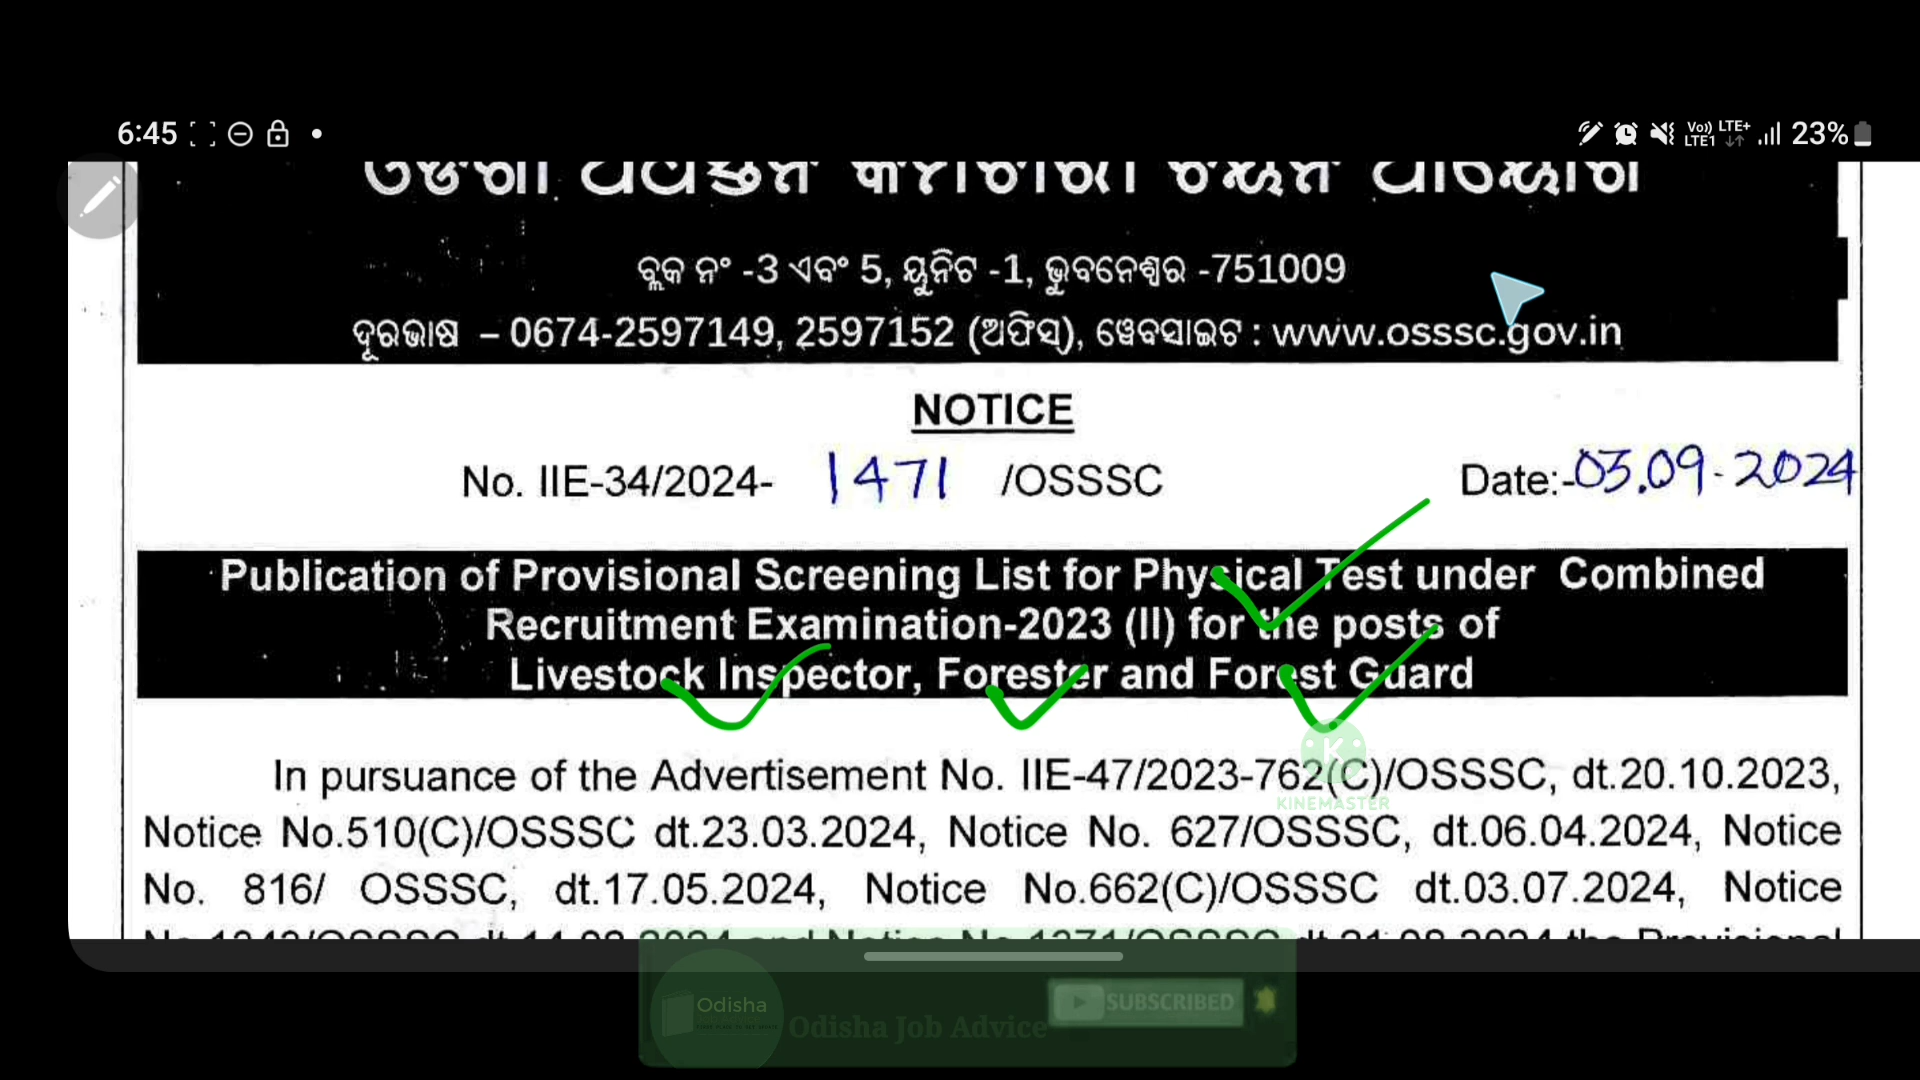 6:45
Vo)) LTE1 LTE+ 23%
ବ୍ଲକ ନଂ -3 ଏବଂ 5, ୟୁନିଟ -1, ଭୁବନେଶ୍ୱର -751009
ଦୂରଭାଷ – 0674-2597149, 2597152 (ଅଫିସ୍), ୱେବସାଇଟ : www.osssc.gov.in
NOTICE
No. IIE-34/2024- 1471 /OSSSC Date:-03.09.2024
Publication of Provisional Screening List for Physical Test under Combined
Recruitment Examination-2023 (II) for the posts of
Livestock Inspector, Forester and Forest Guard
In pursuance of the Advertisement No. IIE-47/2023-762(C)/OSSSC, dt.20.10.2023,
KINEMASTER
Notice No.510(C)/OSSSC dt.23.03.2024, Notice No. 627/OSSSC, dt.06.04.2024, Notice
No. 816/ OSSSC, dt.17.05.2024, Notice No.662(C)/OSSSC dt.03.07.2024, Notice
Odisha
SUBSCRIBED
Odisha Job Advice